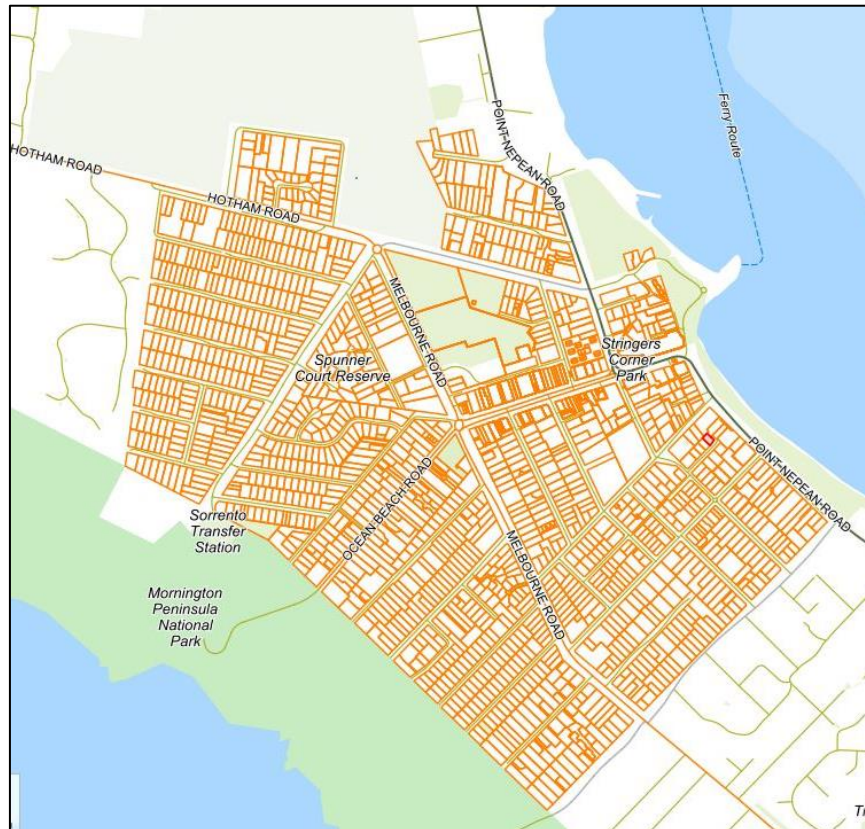 POINT NEPEAN ROAD
Ferry Route
HOTHAM ROAD
HOTHAM ROAD
MELBOURNE ROAD
Spunner
Court Reserve
Stringers
Corner
Park
POINT NEPEAN ROAD
OCEAN BEACH ROAD
Sorrento
Transfer
Station
MELBOURNE ROAD
Mornington
Peninsula
National
Park